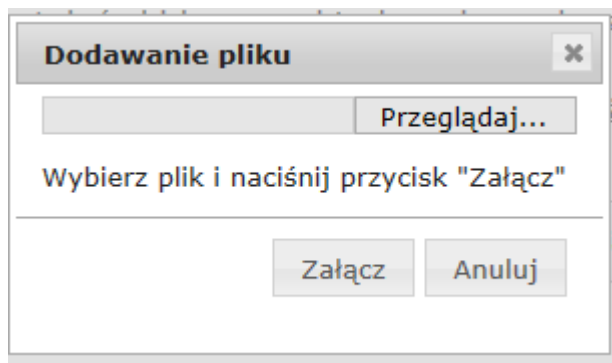 Dodawanie pliku
Przeglądaj...
Wybierz plik i naciśnij przycisk "Załącz"
Załącz Anuluj